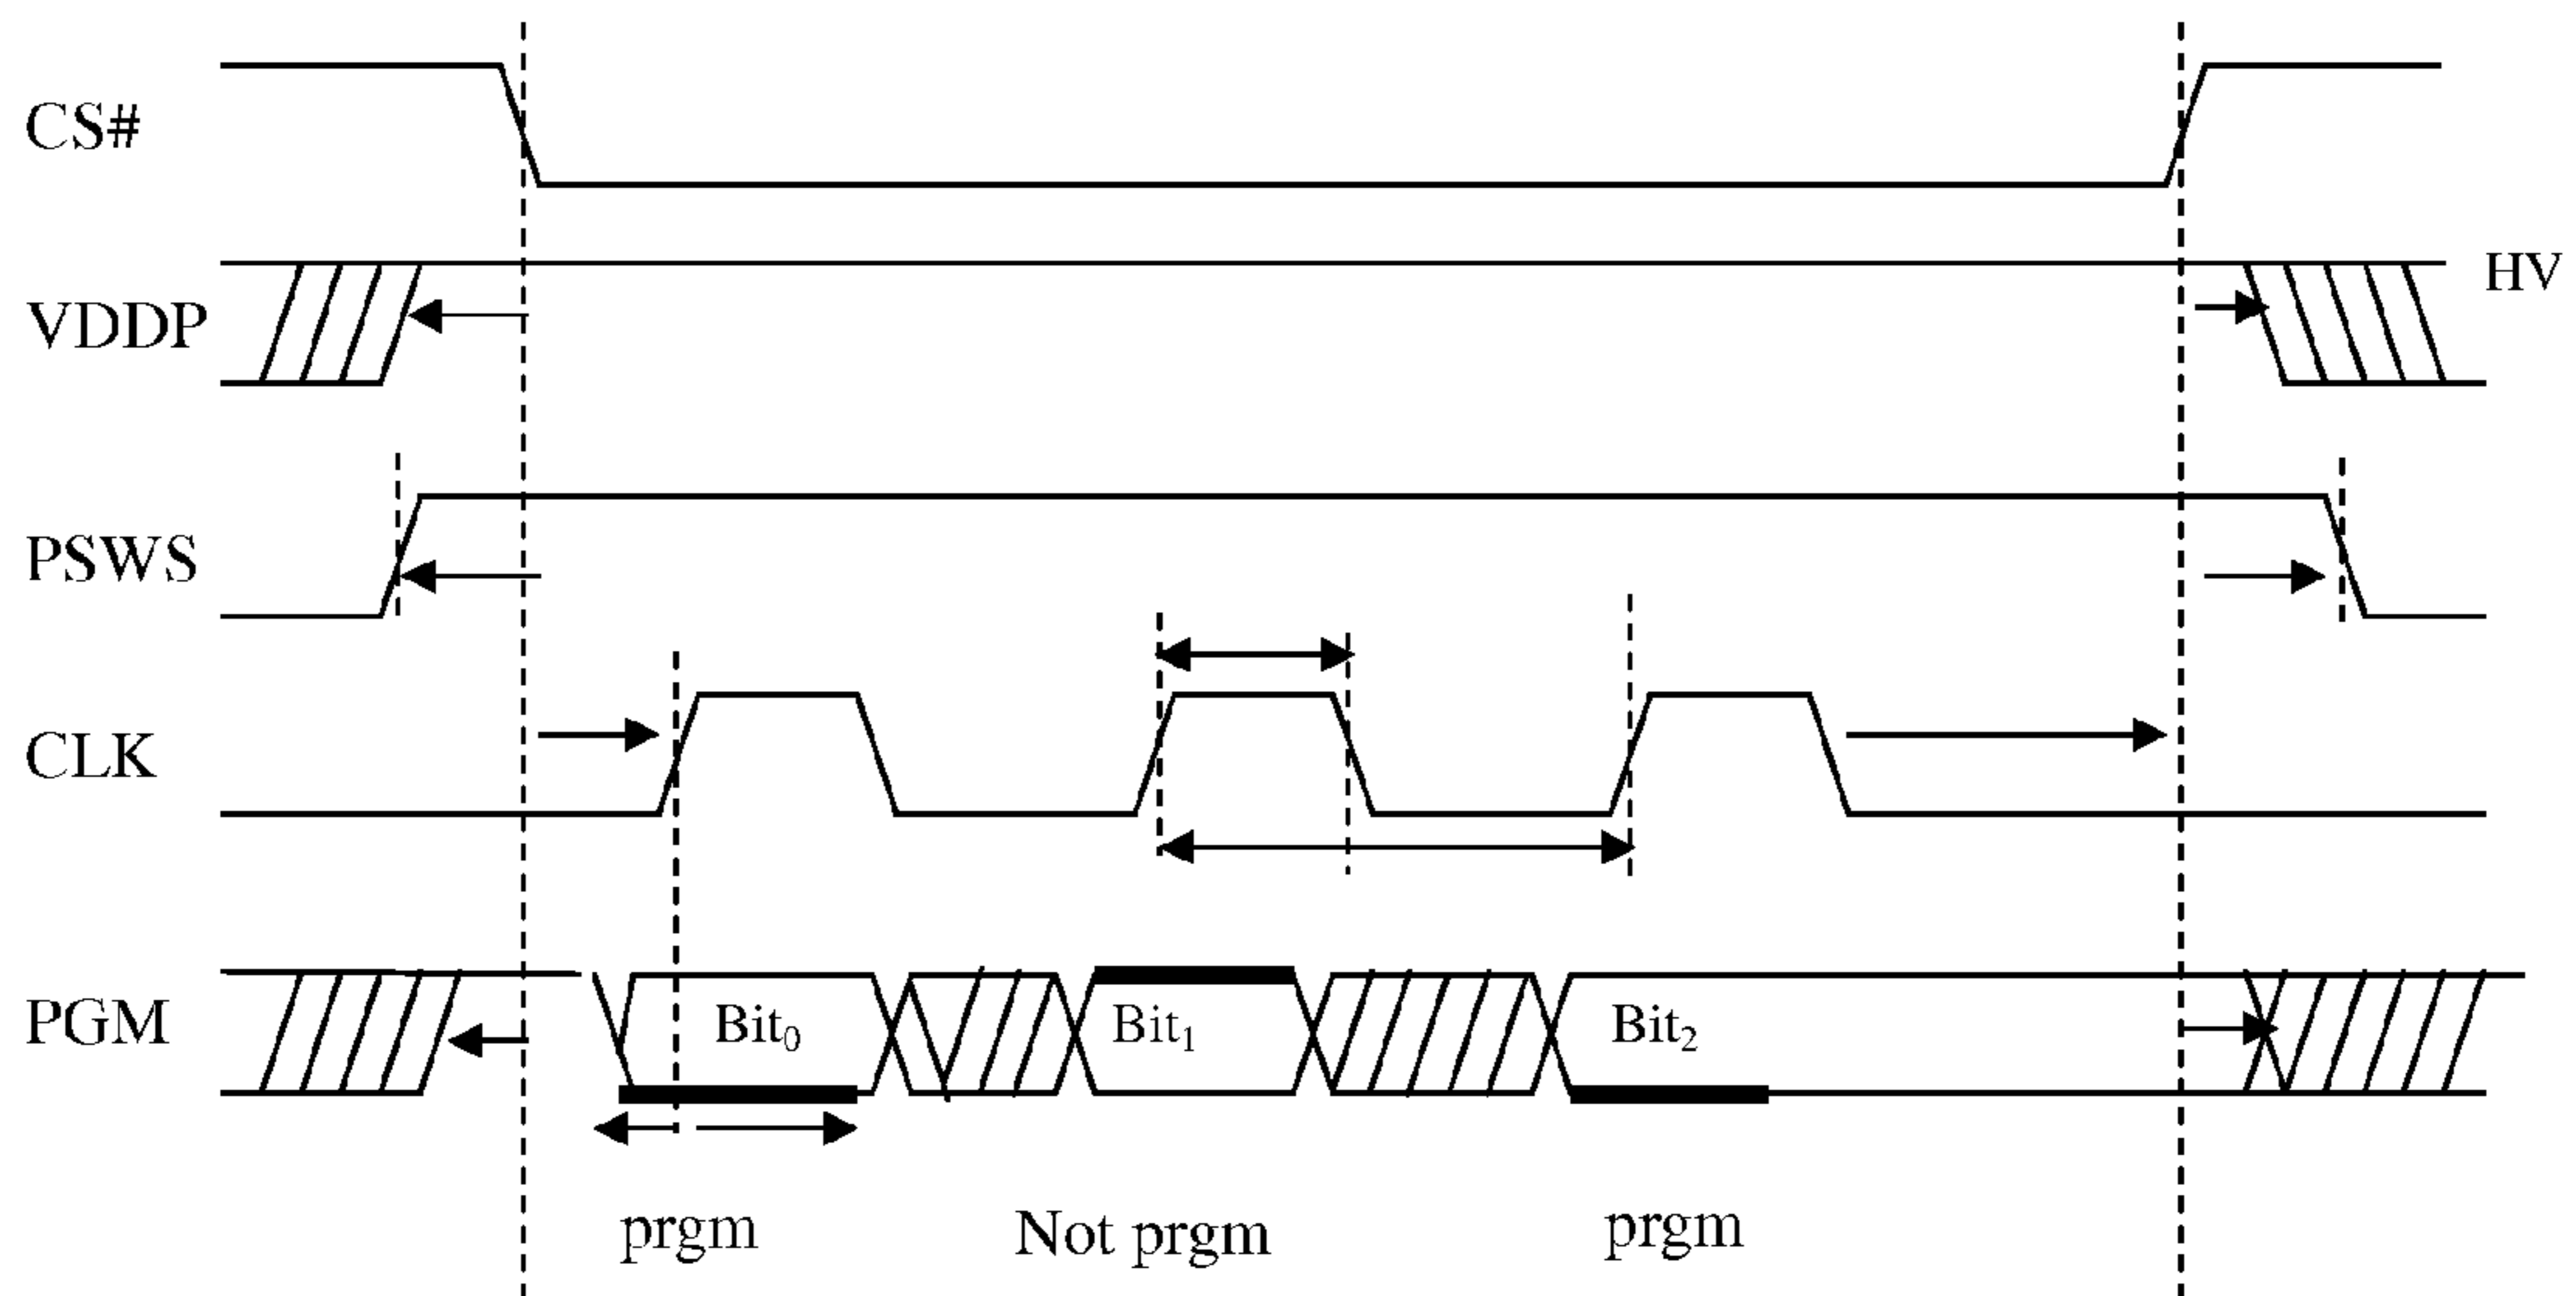 CS#
HV
VDDP
PSWS
CLK
PGM Bit₀ Bit₁ Bit₂
prgm Not prgm prgm